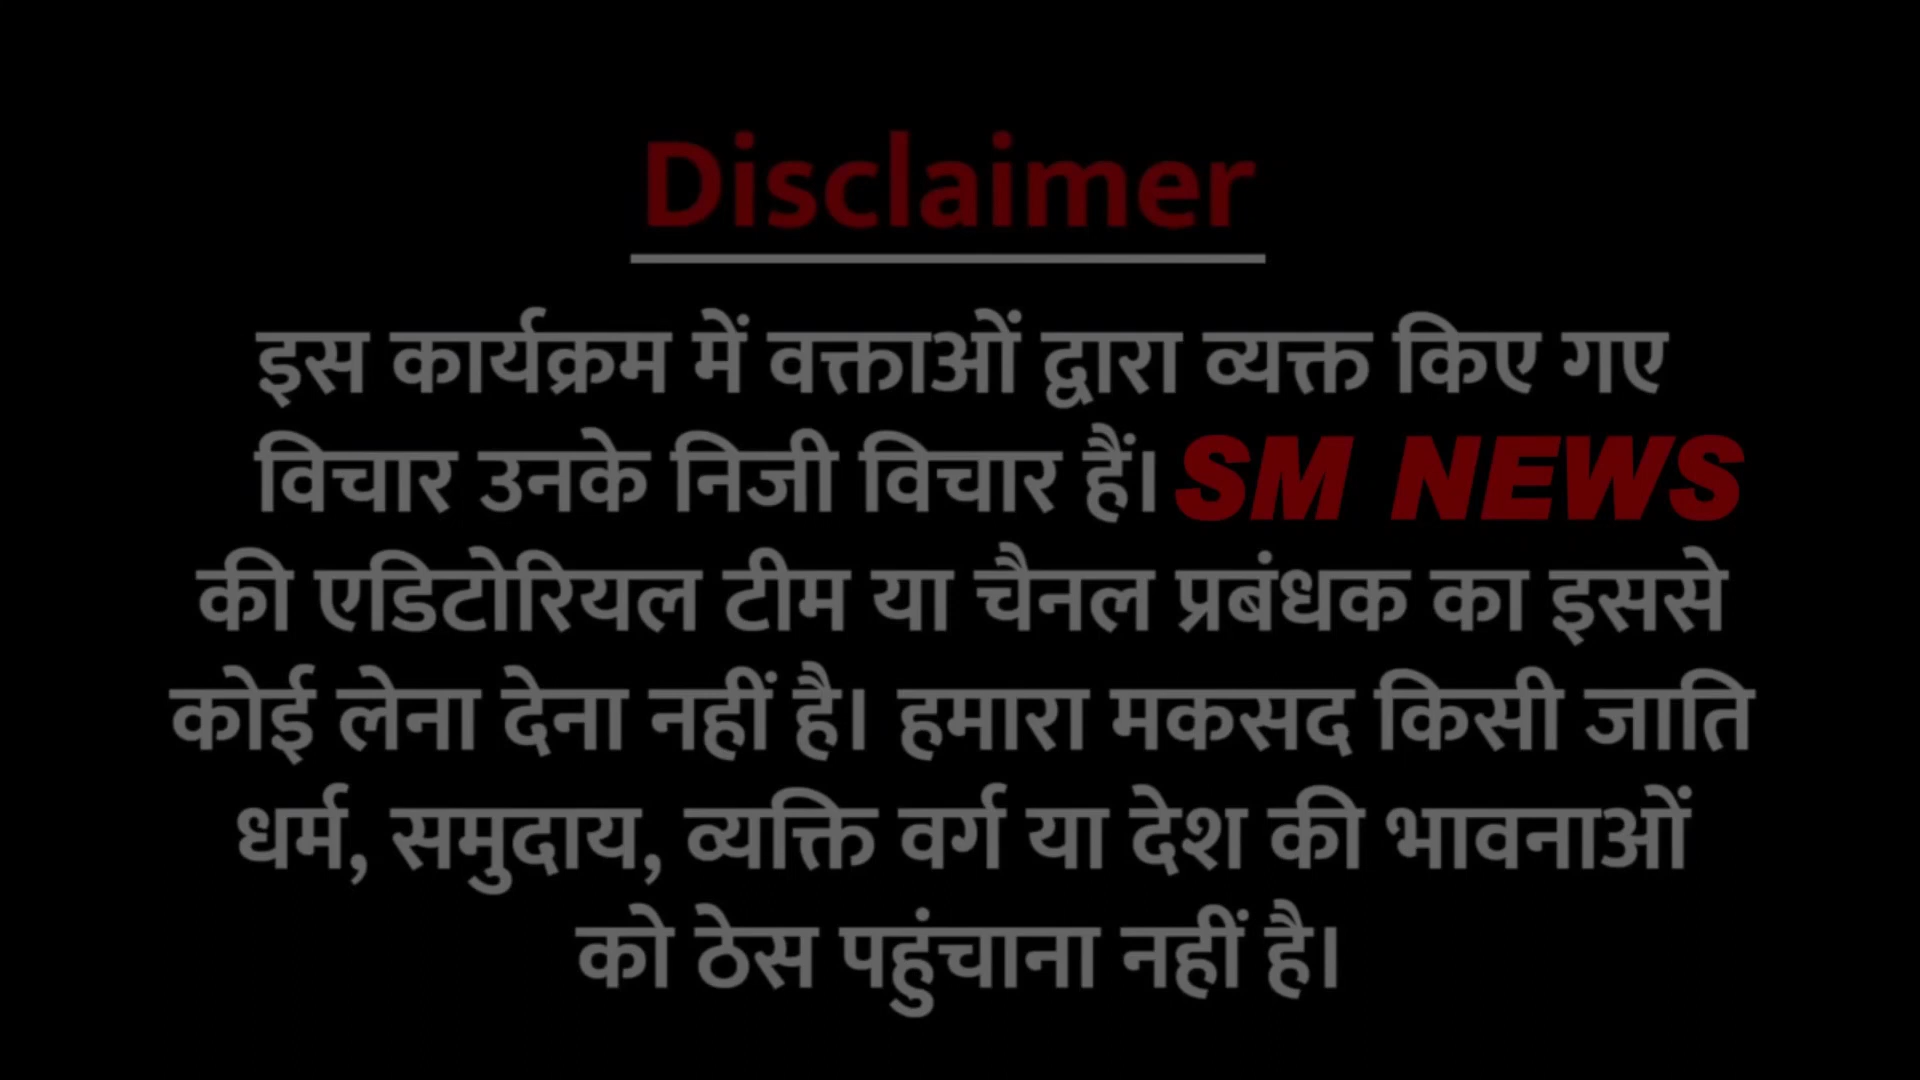 Disclaimer
इस कार्यक्रम में वक्ताओं द्वारा व्यक्त किए गए
विचार उनके निजी विचार हैं। SM NEWS
की एडिटोरियल टीम या चैनल प्रबंधक का इससे
कोई लेना देना नहीं है। हमारा मकसद किसी जाति
धर्म, समुदाय, व्यक्ति वर्ग या देश की भावनाओं
को ठेस पहुंचाना नहीं है।